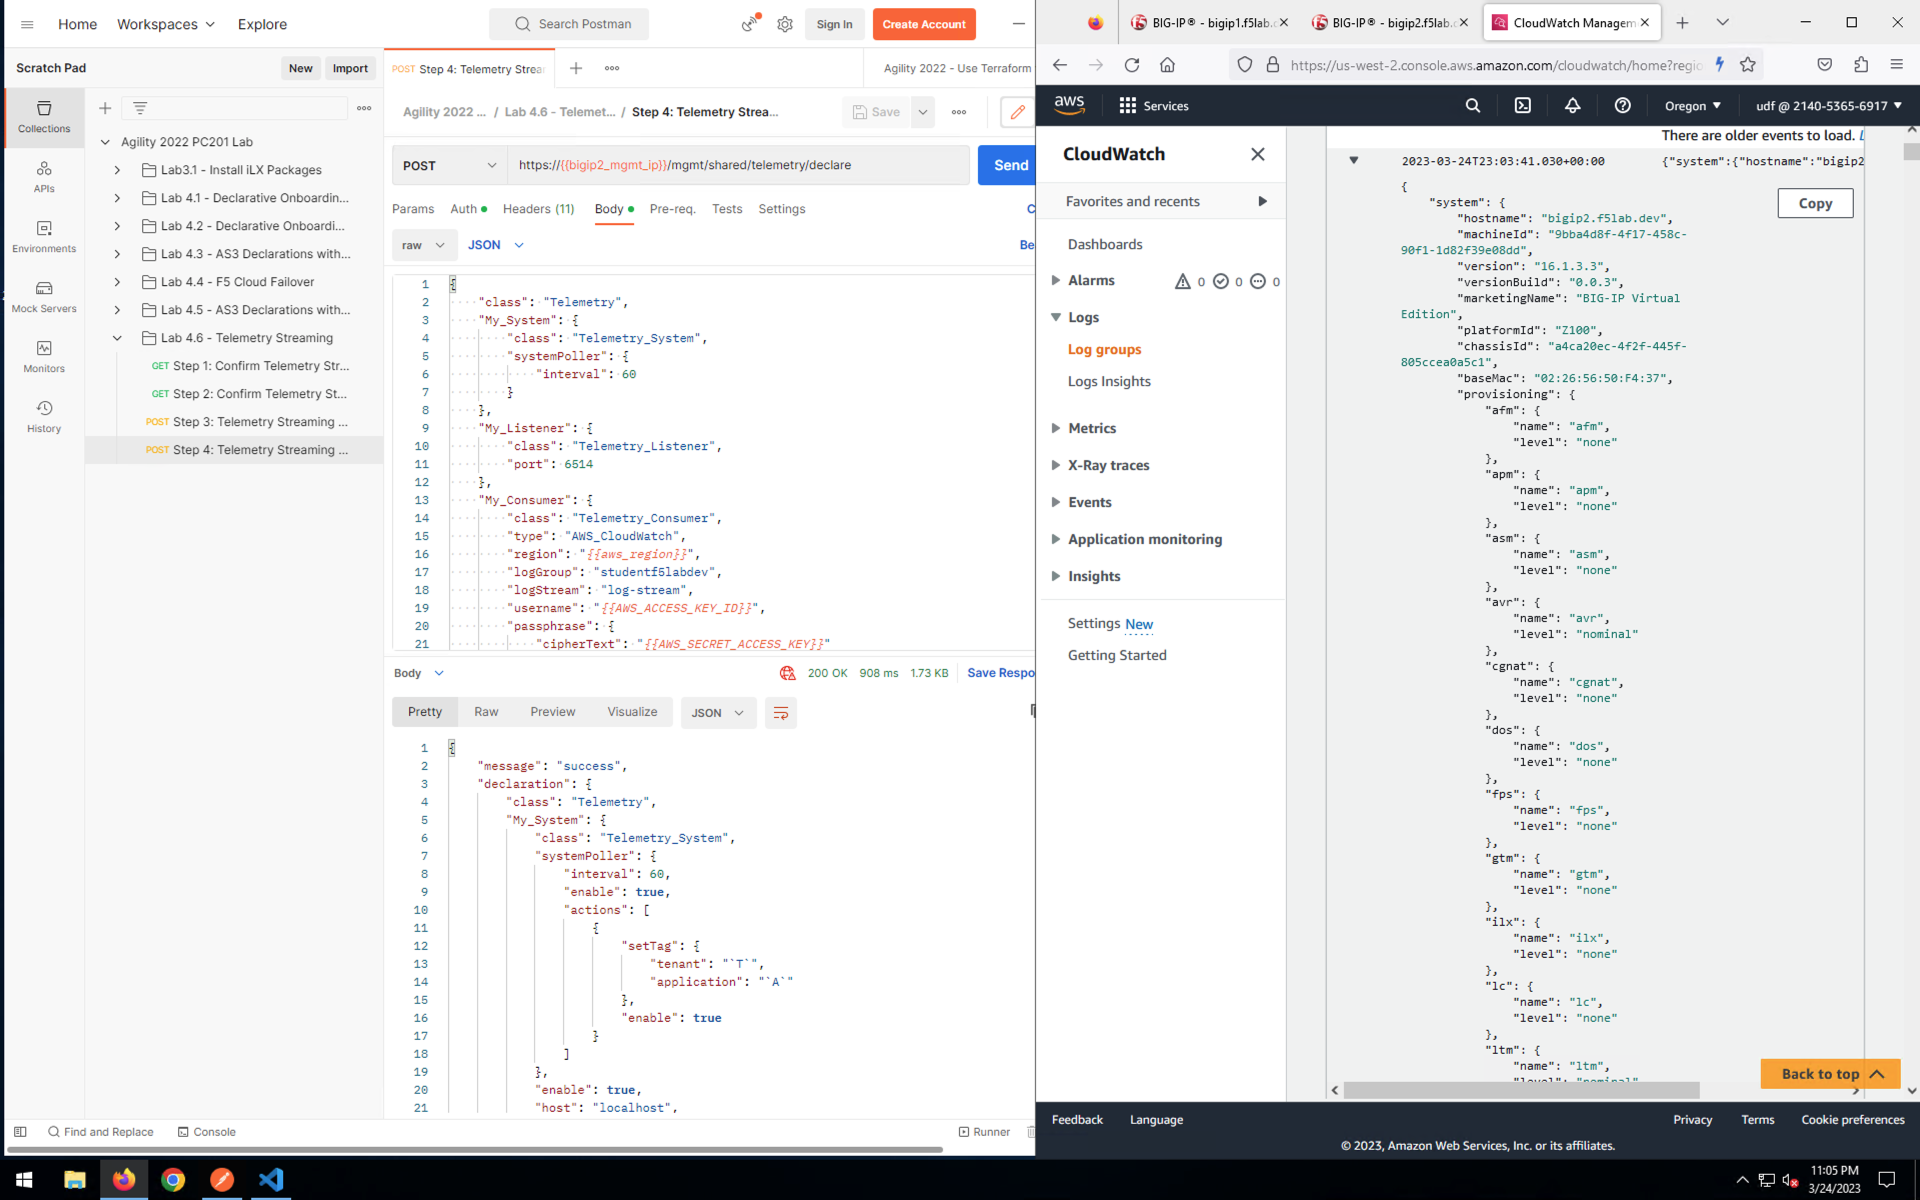 Home
Workspaces
Explore
Search Postman
Sign In
Create Account
Scratch Pad
New
Import
Collections
APIs
Environments
Mock Servers
Monitors
History
Agility 2022 PC201 Lab
Lab3.1 - Install iLX Packages
Lab 4.1 - Declarative Onboardin...
Lab 4.2 - Declarative Onboardi...
Lab 4.3 - AS3 Declarations with...
Lab 4.4 - F5 Cloud Failover
Lab 4.5 - AS3 Declarations with...
Lab 4.6 - Telemetry Streaming
GET Step 1: Confirm Telemetry Str...
GET Step 2: Confirm Telemetry St...
POST Step 3: Telemetry Streaming ...
POST Step 4: Telemetry Streaming ...
POST Step 4: Telemetry Strea
Agility 2022 - Use Terraform
Agility 2022 ... / Lab 4.6 - Telemet... / Step 4: Telemetry Strea...
Save
POST
https://{{bigip2_mgmt_ip}}/mgmt/shared/telemetry/declare
Send
Params Auth Headers (11) Body Pre-req. Tests Settings C
raw JSON Be
1 {
2 "class": "Telemetry",
3 "My_System": {
4 "class": "Telemetry_System",
5 "systemPoller": {
6 "interval": 60
7 }
8 },
9 "My_Listener": {
10 "class": "Telemetry_Listener",
11 "port": 6514
12 },
13 "My_Consumer": {
14 "class": "Telemetry_Consumer",
15 "type": "AWS_CloudWatch",
16 "region": "{{aws_region}}",
17 "logGroup": "studentf5labdev",
18 "logStream": "log-stream",
19 "username": "{{AWS_ACCESS_KEY_ID}}",
20 "passphrase": {
21 "cipherText": "{{AWS_SECRET_ACCESS_KEY}}"
Body 200 OK 908 ms 1.73 KB Save Respo
Pretty Raw Preview Visualize JSON
1 {
2 "message": "success",
3 "declaration": {
4 "class": "Telemetry",
5 "My_System": {
6 "class": "Telemetry_System",
7 "systemPoller": {
8 "interval": 60,
9 "enable": true,
10 "actions": [
11 {
12 "setTag": {
13 "tenant": "`T`",
14 "application": "`A`"
15 },
16 "enable": true
17 }
18 ]
19 },
20 "enable": true,
21 "host": "localhost",
Find and Replace
Console
Runner
BIG-IP® - bigip1.f5lab.c
BIG-IP® - bigip2.f5lab.c
CloudWatch Managem
https://us-west-2.console.aws.amazon.com/cloudwatch/home?regio
aws
Services
Oregon
udf @ 2140-5365-6917
CloudWatch
Favorites and recents
Dashboards
Alarms 0 0 0
Logs
Log groups
Logs Insights
Metrics
X-Ray traces
Events
Application monitoring
Insights
Settings New
Getting Started
There are older events to load. L
2023-03-24T23:03:41.030+00:00 {"system":{"hostname":"bigip2
Copy
{
"system": {
"hostname": "bigip2.f5lab.dev",
"machineId": "9bba4d8f-4f17-458c-
90f1-1d82f39e08dd",
"version": "16.1.3.3",
"versionBuild": "0.0.3",
"marketingName": "BIG-IP Virtual
Edition",
"platformId": "Z100",
"chassisId": "a4ca20ec-4f2f-445f-
805ccea0a5c1",
"baseMac": "02:26:56:50:F4:37",
"provisioning": {
"afm": {
"name": "afm",
"level": "none"
},
"apm": {
"name": "apm",
"level": "none"
},
"asm": {
"name": "asm",
"level": "none"
},
"avr": {
"name": "avr",
"level": "nominal"
},
"cgnat": {
"name": "cgnat",
"level": "none"
},
"dos": {
"name": "dos",
"level": "none"
},
"fps": {
"name": "fps",
"level": "none"
},
"gtm": {
"name": "gtm",
"level": "none"
},
"ilx": {
"name": "ilx",
"level": "none"
},
"lc": {
"name": "lc",
"level": "none"
},
"ltm": {
"name": "ltm",
"level": "nominal"
Back to top
Feedback Language Privacy Terms Cookie preferences
© 2023, Amazon Web Services, Inc. or its affiliates.
11:05 PM
3/24/2023